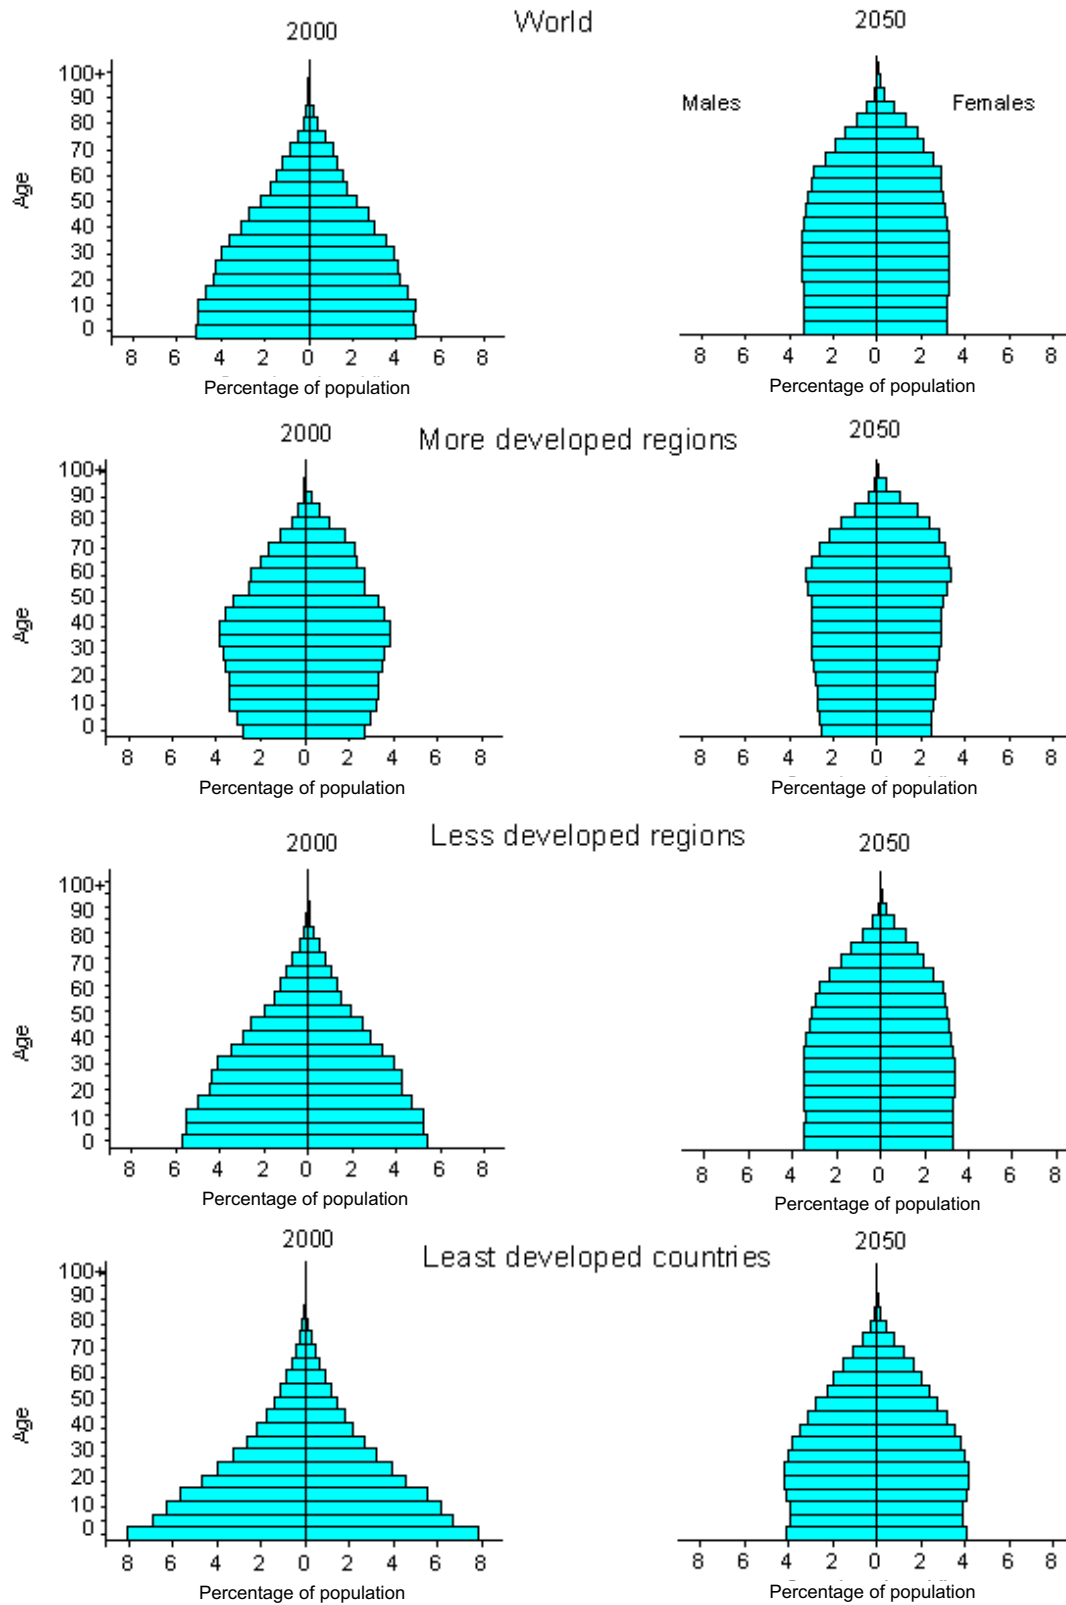 World
2000
2050
100+
90
80
70
60
50
40
30
20
10
0
Age
Males
Females
8 6 4 2 0 2 4 6 8
8 6 4 2 0 2 4 6 8
Percentage of population
Percentage of population
More developed regions
2000
2050
100+
90
80
70
60
50
40
30
20
10
0
Age
8 6 4 2 0 2 4 6 8
8 6 4 2 0 2 4 6 8
Percentage of population
Percentage of population
Less developed regions
2000
2050
100+
90
80
70
60
50
40
30
20
10
0
Age
8 6 4 2 0 2 4 6 8
8 6 4 2 0 2 4 6 8
Percentage of population
Percentage of population
Least developed countries
2000
2050
100+
90
80
70
60
50
40
30
20
10
0
Age
8 6 4 2 0 2 4 6 8
8 6 4 2 0 2 4 6 8
Percentage of population
Percentage of population